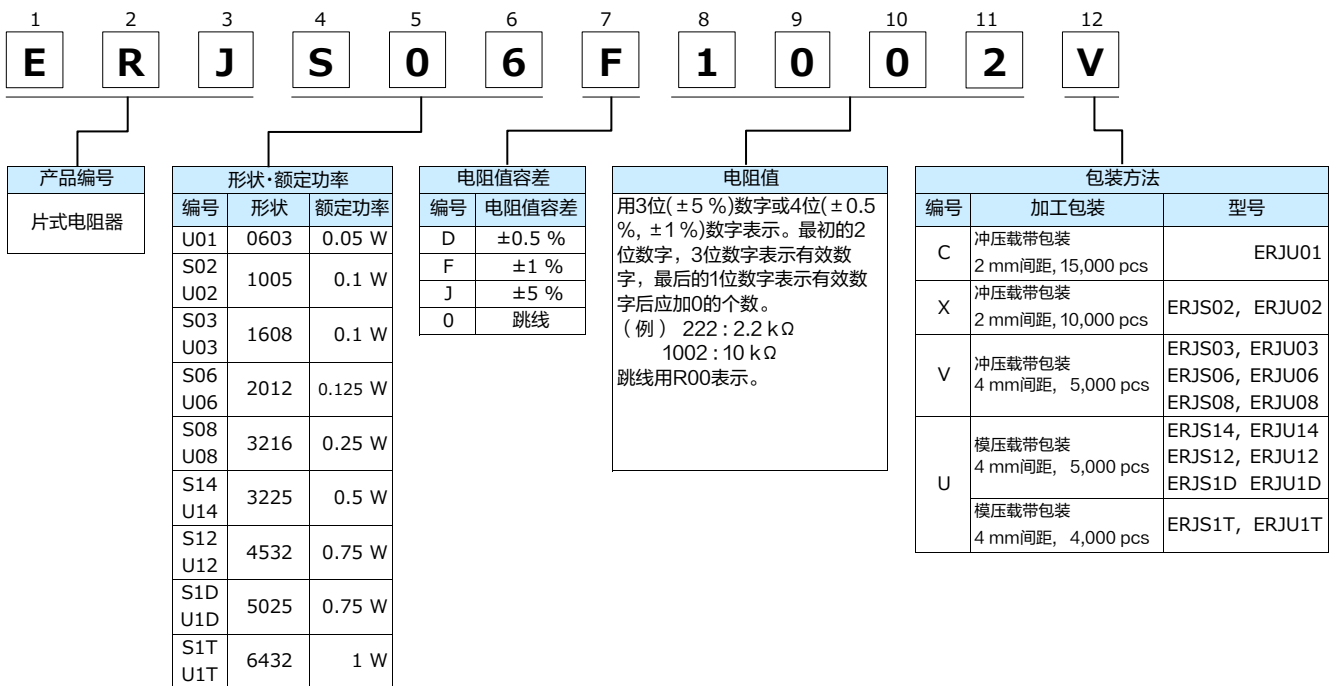 1 2 3 4 5 6 7 8 9 10 11 12
E R J S 0 6 F 1 0 0 2 V
产品编号
片式电阻器
形状·额定功率
编号 形状 额定功率
U01 0603 0.05 W
S02 U02 1005 0.1 W
S03 U03 1608 0.1 W
S06 U06 2012 0.125 W
S08 U08 3216 0.25 W
S14 U14 3225 0.5 W
S12 U12 4532 0.75 W
S1D U1D 5025 0.75 W
S1T U1T 6432 1 W
电阻值容差
编号 电阻值容差
D ±0.5 %
F ±1 %
J ±5 %
0 跳线
电阻值
用3位(±5 %)数字或4位(±0.5
%, ±1 %)数字表示。最初的2
位数字，3位数字表示有效数
字，最后的1位数字表示有效数
字后应加0的个数。
（例） 222 : 2.2 kΩ
1002 : 10 kΩ
跳线用R00表示。
包装方法
编号 加工包装 型号
C 冲压载带包装
2 mm间距, 15,000 pcs ERJU01
X 冲压载带包装
2 mm间距, 10,000 pcs ERJS02, ERJU02
V 冲压载带包装
4 mm间距, 5,000 pcs
ERJS03, ERJU03
ERJS06, ERJU06
ERJS08, ERJU08
U 模压载带包装
4 mm间距, 5,000 pcs
ERJS14, ERJU14
ERJS12, ERJU12
ERJS1D ERJU1D
模压载带包装
4 mm间距, 4,000 pcs ERJS1T, ERJU1T